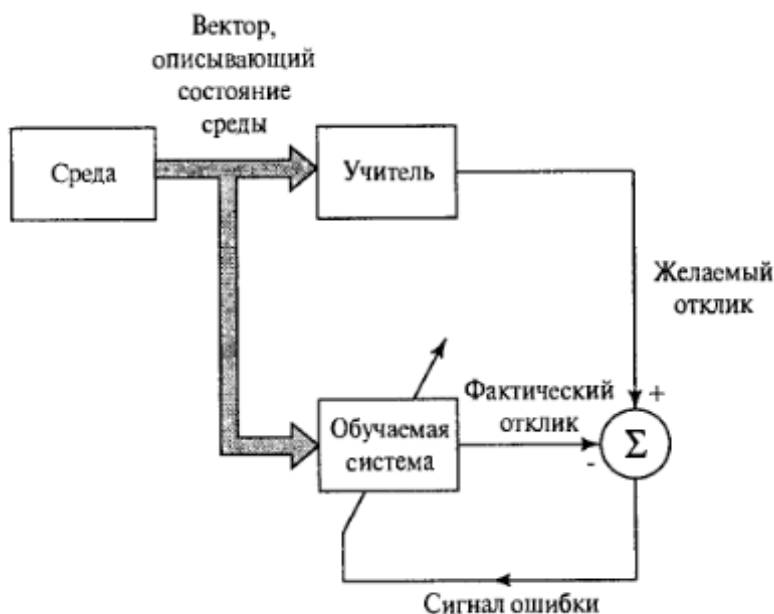 Вектор,
описывающий
состояние
среды
Среда
Учитель
Желаемый
отклик
Фактический
отклик
+
Обучаемая
система
-
Σ
Сигнал ошибки